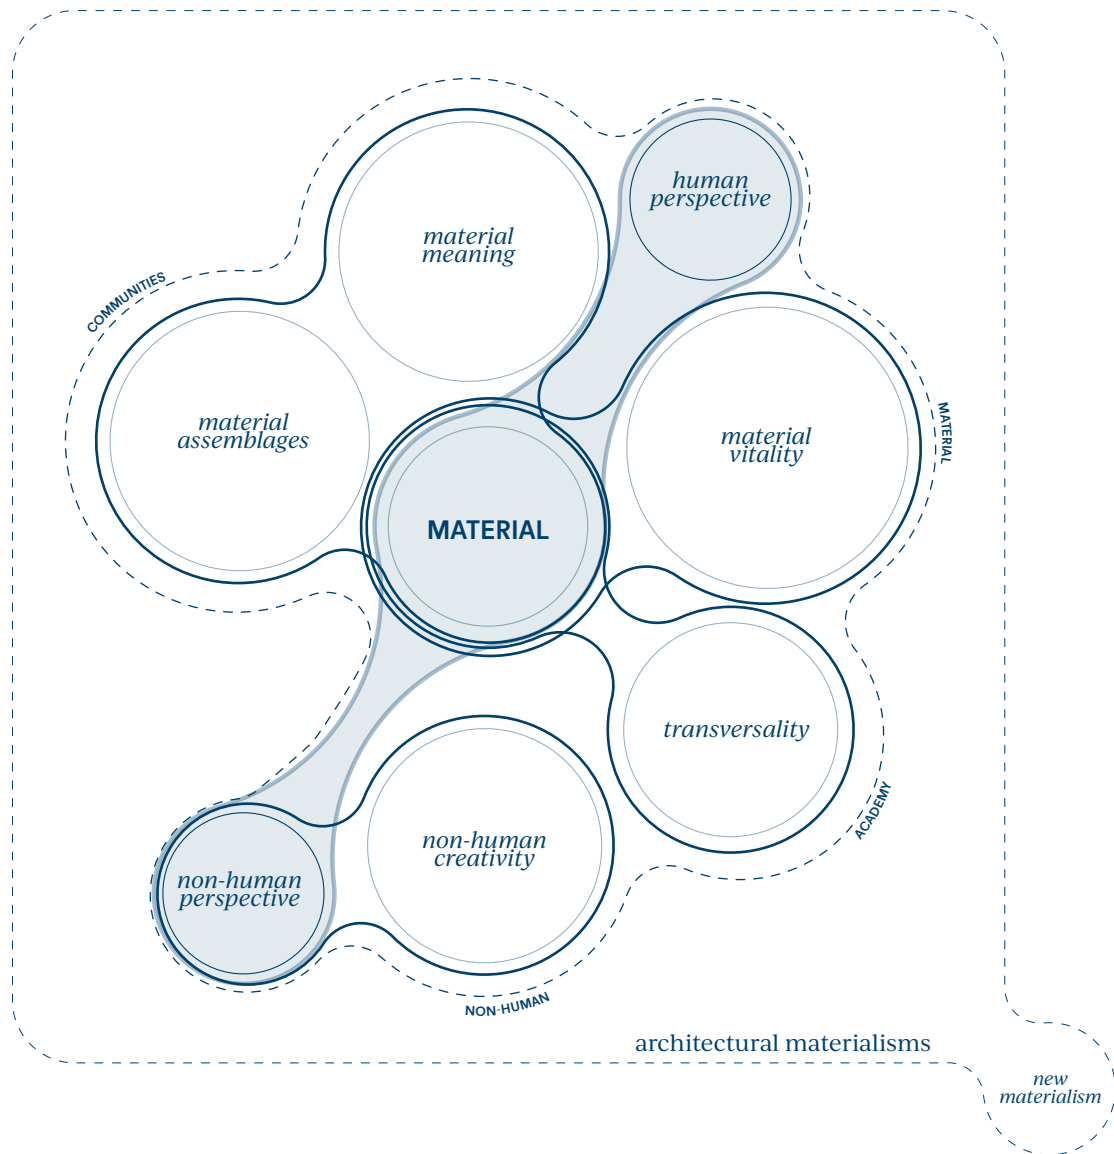 human
perspective
material
meaning
COMMUNITIES
material
assemblages
material
vitality
MATERIAL
MATERIAL
transversality
ACADEMY
non-human
creativity
non-human
perspective
NON-HUMAN
architectural materialisms
new
materialism